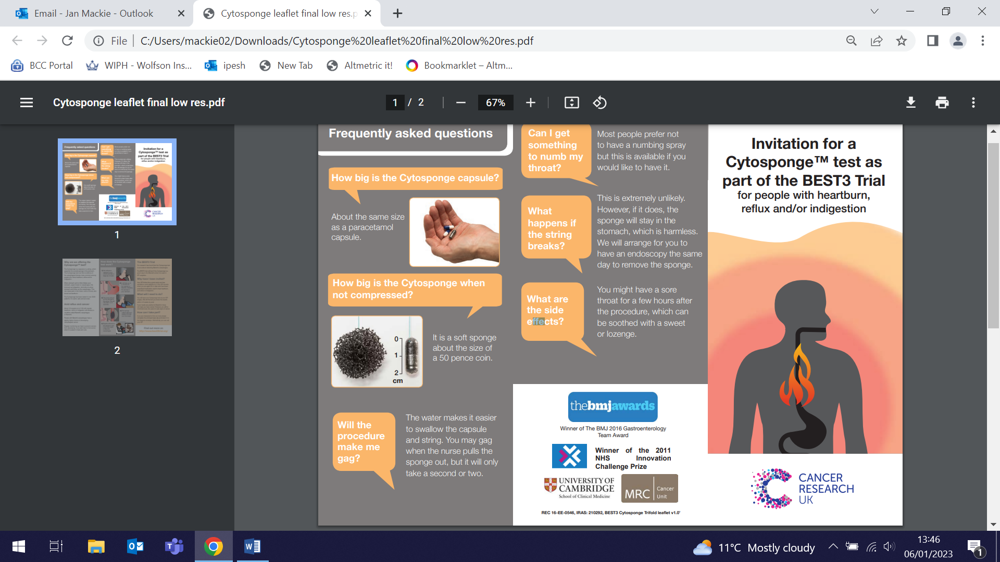 Email - Jan Mackie - Outlook
Cytosponge leaflet final low res.p
File
C:/Users/mackie02/Downloads/Cytosponge%20leaflet%20final%20low%20res.pdf
BCC Portal
WIPH - Wolfson Ins...
ipesh
New Tab
Altmetric it!
Bookmarklet – Altm...
Cytosponge leaflet final low res.pdf
1 / 2
67%
1
2
Frequently asked questions
How big is the Cytosponge capsule?
About the same size
as a paracetamol
capsule.
How big is the Cytosponge when
not compressed?
0
1
2
cm
It is a soft sponge
about the size of
a 50 pence coin.
Will the
procedure
make me
gag?
The water makes it easier
to swallow the capsule
and string. You may gag
when the nurse pulls the
sponge out, but it will only
take a second or two.
Can I get
something
to numb my
throat?
Most people prefer not
to have a numbing spray
but this is available if you
would like to have it.
What
happens if
the string
breaks?
This is extremely unlikely.
However, if it does, the
sponge will stay in the
stomach, which is harmless.
We will arrange for you to
have an endoscopy the same
day to remove the sponge.
What are
the side
effects?
You might have a sore
throat for a few hours after
the procedure, which can
be soothed with a sweet
or lozenge.
thebmjawards
Winner of The BMJ 2016 Gastroenterology
Team Award
Winner of the 2011
NHS Innovation
Challenge Prize
UNIVERSITY OF
CAMBRIDGE
School of Clinical Medicine
MRC
Cancer
Unit
REC 16-EE-0546, IRAS: 210292, BEST3 Cytosponge Trifold leaflet v1.0'
Invitation for a
Cytosponge™ test as
part of the BEST3 Trial
for people with heartburn,
reflux and/or indigestion
CANCER
RESEARCH
UK
11°C Mostly cloudy
13:46
06/01/2023
1